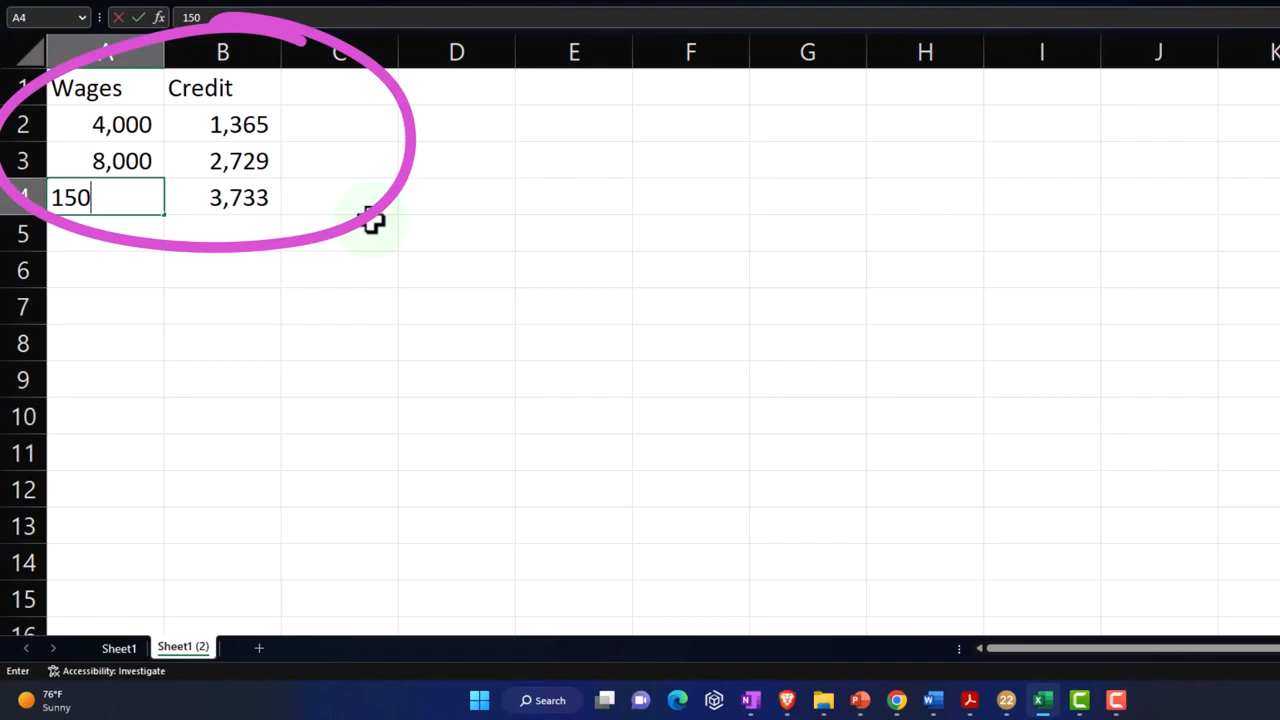 A4 fx 150
A B C D E F G H I J K
1 Wages Credit
2 4,000 1,365
3 8,000 2,729
4 150 3,733
5
6
7
8
9
10
11
12
13
14
15
16
Sheet1 Sheet1 (2) +
Enter Accessibility: Investigate
76°F
Sunny
Search
22